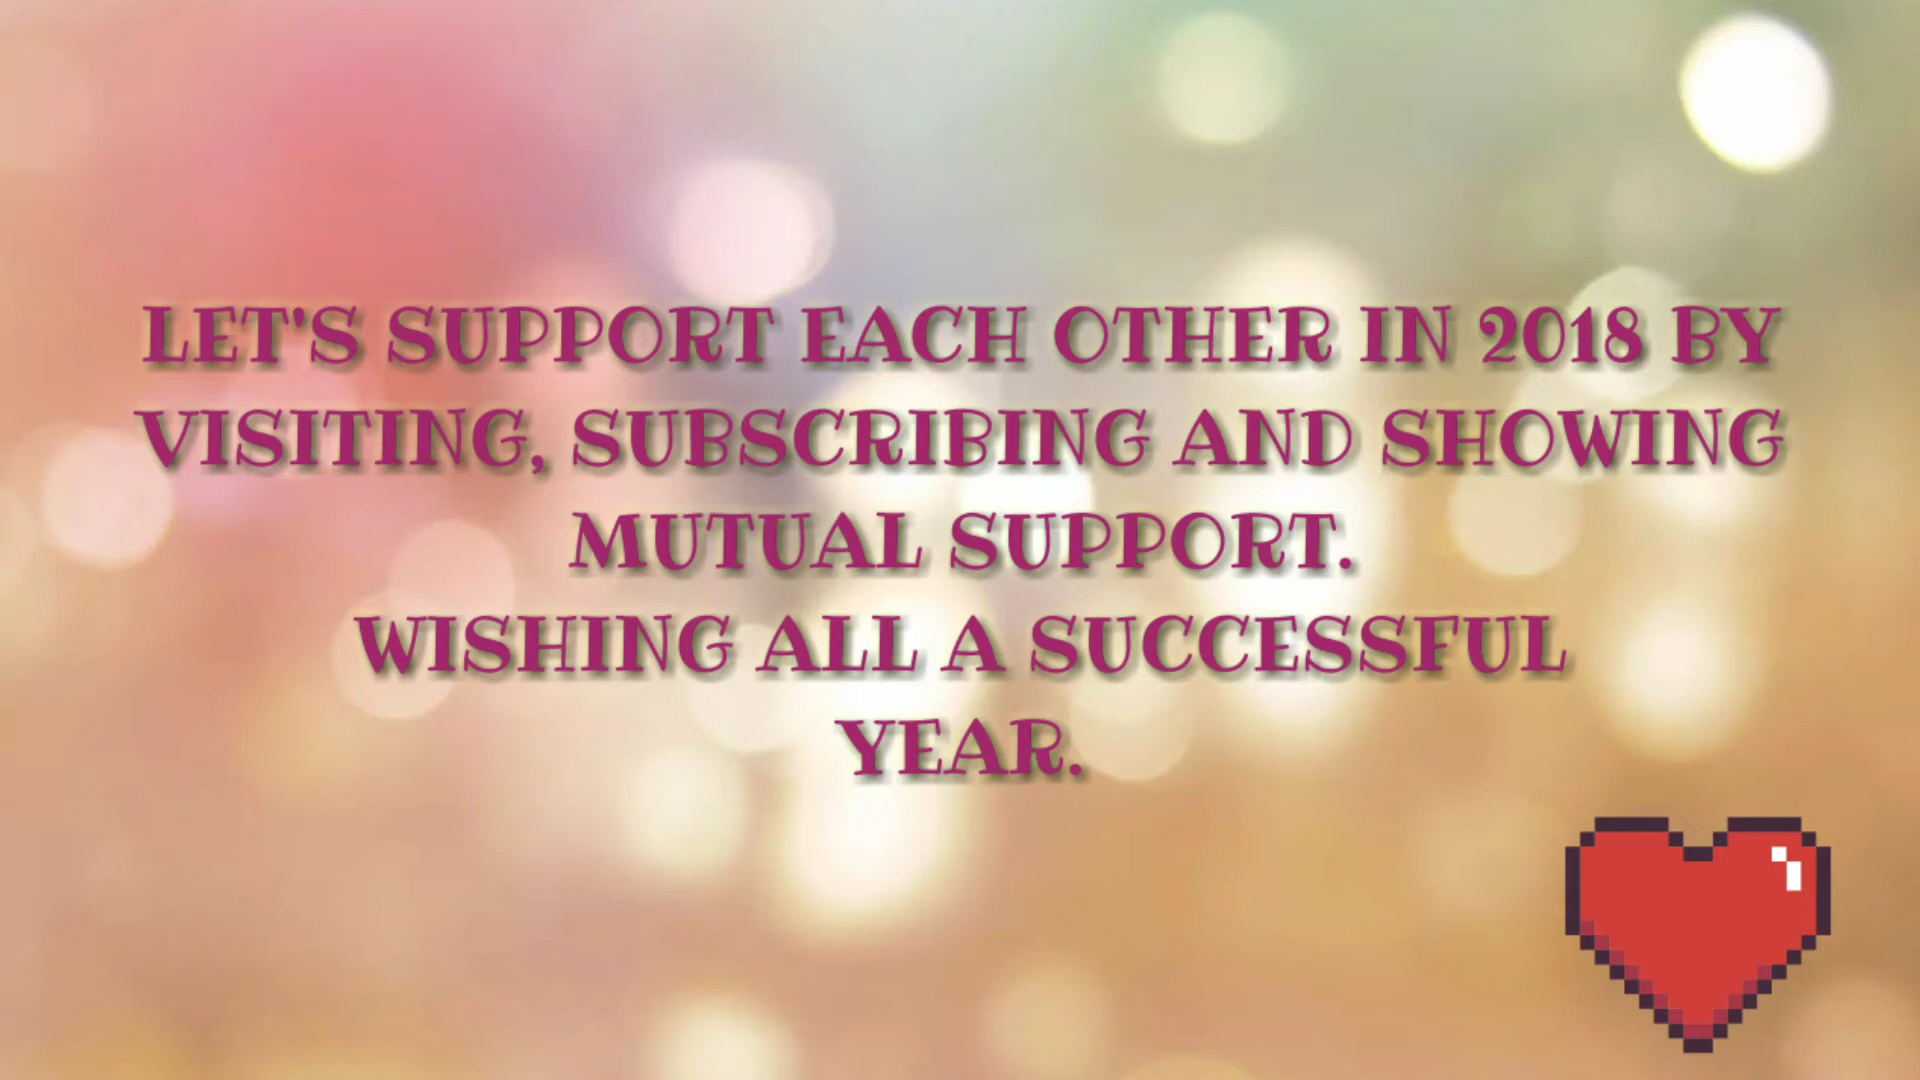 LET'S SUPPORT EACH OTHER IN 2018 BY
VISITING, SUBSCRIBING AND SHOWING
MUTUAL SUPPORT.
WISHING ALL A SUCCESSFUL
YEAR.